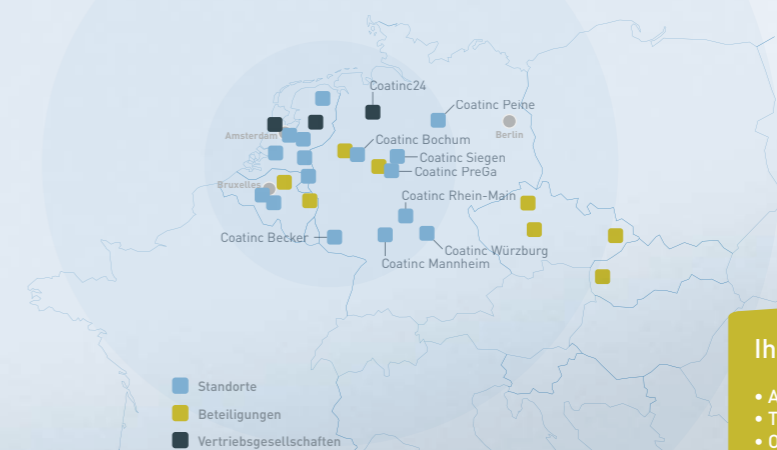 Coatinc24
Coatinc Peine
Amsterdam
Berlin
Coatinc Bochum
Coatinc Siegen
Coatinc PreGa
Bruxelles
Coatinc Rhein-Main
Coatinc Becker
Coatinc Würzburg
Coatinc Mannheim
Standorte
Beteiligungen
Vertriebsgesellschaften
Ih
• A
• T
• O